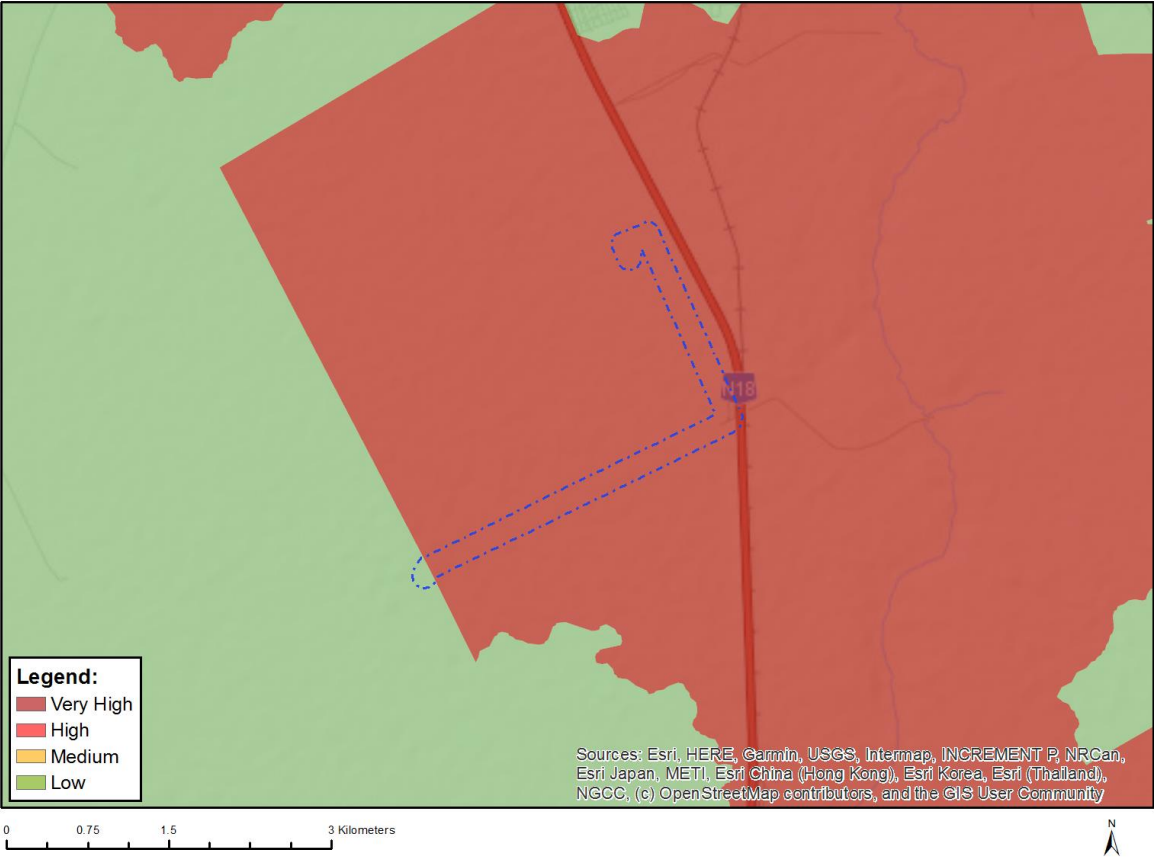 N18
Legend:
Very High
High
Medium
Low
Sources: Esri, HERE, Garmin, USGS, Intermap, INCREMENT P, NRCan,
Esri Japan, METI, Esri China (Hong Kong), Esri Korea, Esri (Thailand),
NGCC, (c) OpenStreetMap contributors, and the GIS User Community
0 0.75 1.5 3 Kilometers
N